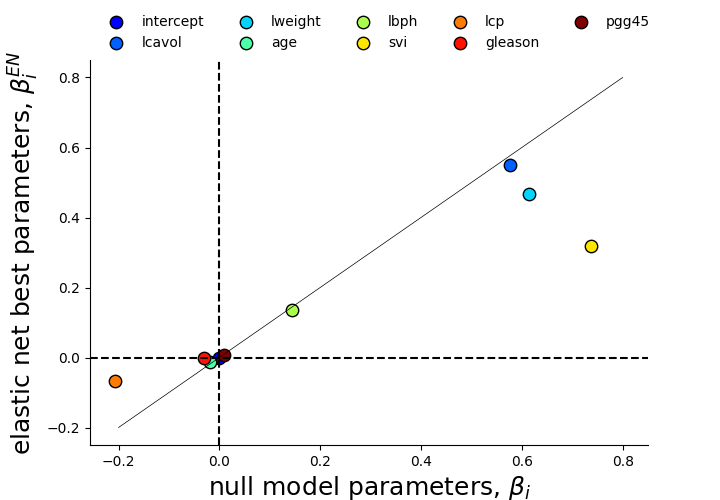 intercept lweight lbph lcp pgg45
lcavol age svi gleason
elastic net best parameters, β_i^EN
0.8
0.6
0.4
0.2
0.0
−0.2
−0.2 0.0 0.2 0.4 0.6 0.8
null model parameters, β_i